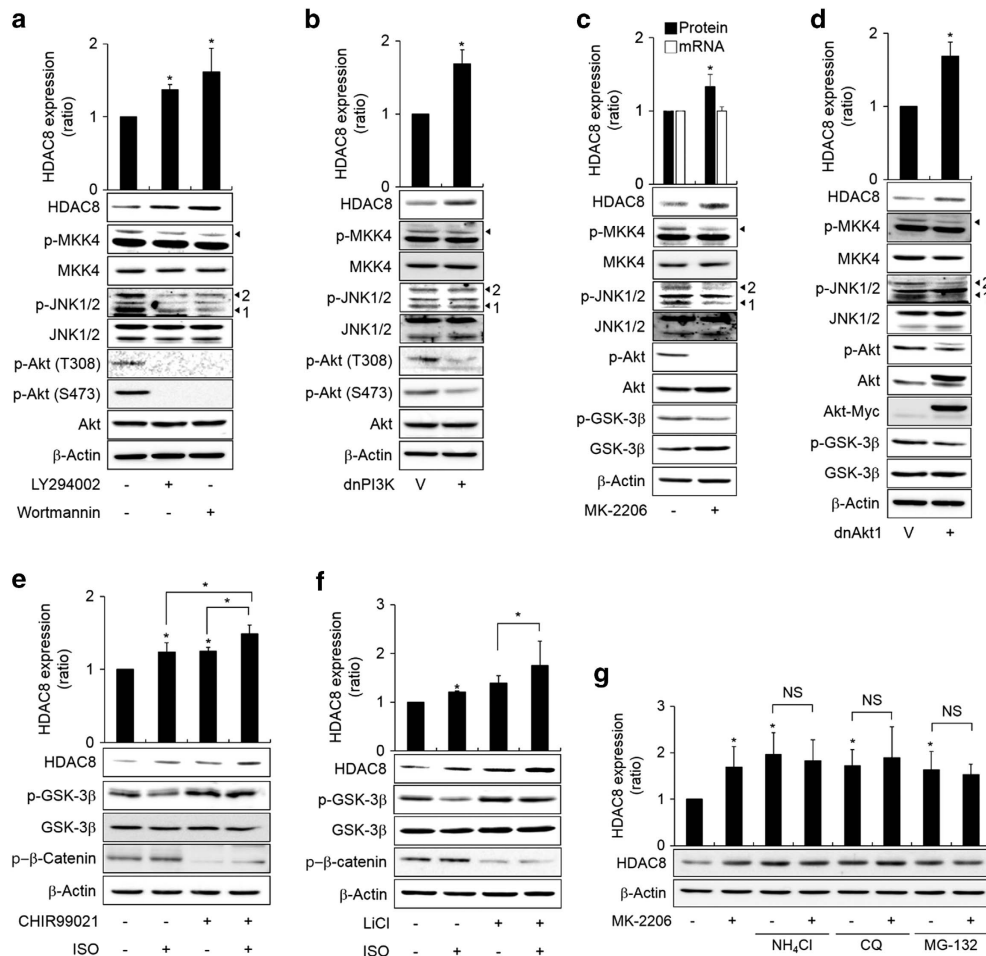 a
HDAC8 expression
(ratio)
2
1
0
HDAC8
p-MKK4
MKK4
p-JNK1/2
2
1
JNK1/2
p-Akt (T308)
p-Akt (S473)
Akt
β-Actin
LY294002 - + -
Wortmannin - - +
*
*
b
HDAC8 expression
(ratio)
2
1
0
*
HDAC8
p-MKK4
MKK4
p-JNK1/2
2
1
JNK1/2
p-Akt (T308)
p-Akt (S473)
Akt
β-Actin
dnPI3K V +
c
Protein
mRNA
HDAC8 expression
(ratio)
2
1
0
*
HDAC8
p-MKK4
MKK4
p-JNK1/2
2
1
JNK1/2
p-Akt
Akt
p-GSK-3β
GSK-3β
β-Actin
MK-2206 - +
d
HDAC8 expression
(ratio)
2
1
0
*
HDAC8
p-MKK4
MKK4
p-JNK1/2
2
1
JNK1/2
p-Akt
Akt
Akt-Myc
p-GSK-3β
GSK-3β
β-Actin
dnAkt1 V +
e
HDAC8 expression
(ratio)
2
1
0
*
*
*
*
HDAC8
p-GSK-3β
GSK-3β
p–β-Catenin
β-Actin
CHIR99021 - - + +
ISO - + - +
f
HDAC8 expression
(ratio)
3
2
1
0
*
*
HDAC8
p-GSK-3β
GSK-3β
p–β-catenin
β-Actin
LiCl - - + +
ISO - + - +
g
HDAC8 expression
(ratio)
3
2
1
0
*
* NS
* NS
* NS
HDAC8
β-Actin
MK-2206 - + - + - + - +
NH₄Cl CQ MG-132